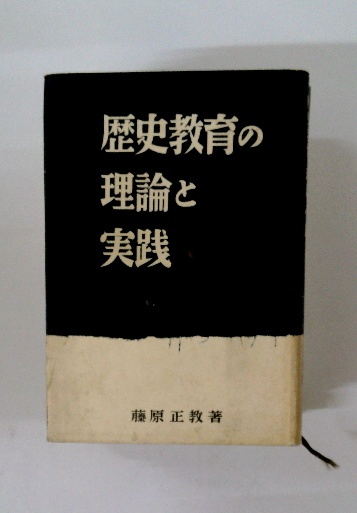 歴史教育の
理論と
実践
藤原正教著